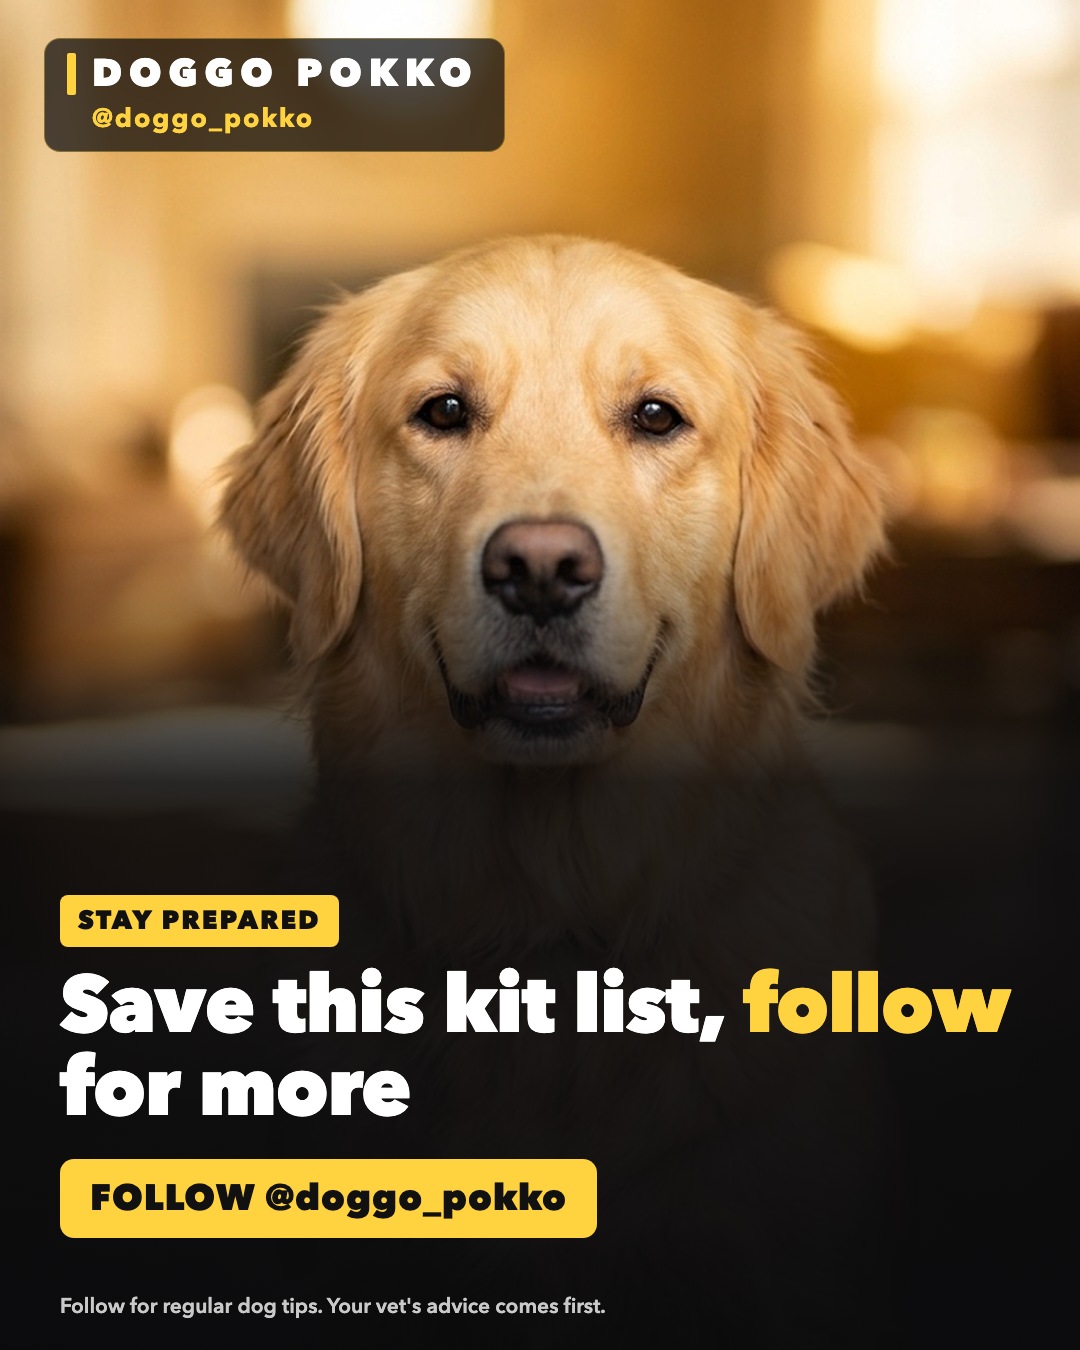 DOGGO POKKO
@doggo_pokko
STAY PREPARED
Save this kit list, follow
for more
FOLLOW @doggo_pokko
Follow for regular dog tips. Your vet's advice comes first.